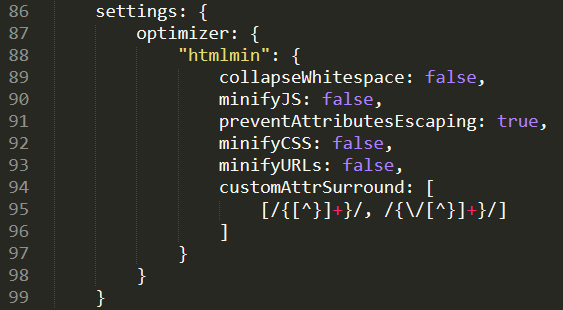 86 settings: {
87 optimizer: {
88 "htmlmin": {
89 collapseWhitespace: false,
90 minifyJS: false,
91 preventAttributesEscaping: true,
92 minifyCSS: false,
93 minifyURLs: false,
94 customAttrSurround: [
95 [/{[^}]+}/, /{\/[^}]+}/]
96 ]
97 }
98 }
99 }